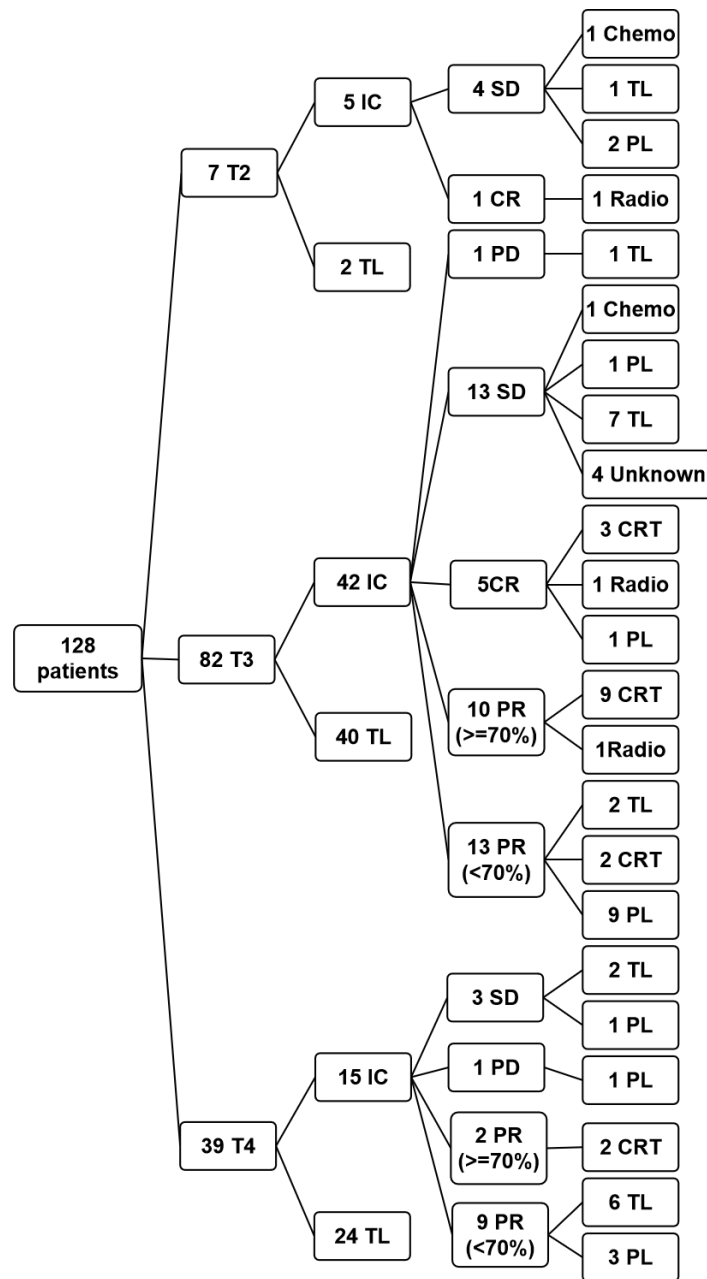 128
patients
7 T2
5 IC
4 SD
1 Chemo
1 TL
2 PL
1 CR
1 Radio
2 TL
82 T3
42 IC
1 PD
1 TL
13 SD
1 Chemo
1 PL
7 TL
4 Unknown
5CR
3 CRT
1 Radio
1 PL
10 PR
(>=70%)
9 CRT
1Radio
13 PR
(<70%)
2 TL
2 CRT
9 PL
40 TL
39 T4
15 IC
3 SD
2 TL
1 PL
1 PD
1 PL
2 PR
(>=70%)
2 CRT
9 PR
(<70%)
6 TL
3 PL
24 TL